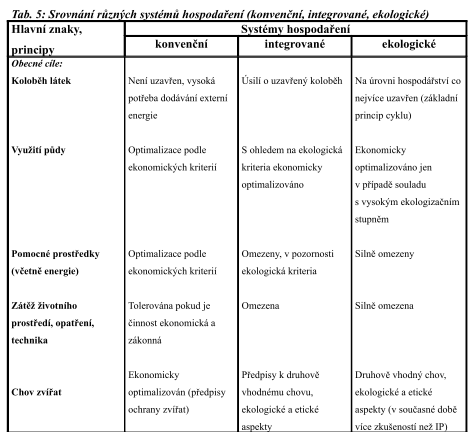 Tab. 5: Srovnání různých systémů hospodaření (konvenční, integrované, ekologické)
Hlavní znaky, principy
Systémy hospodaření
konvenční
integrované
ekologické
Obecné cíle:
Koloběh látek
Není uzavřen, vysoká
potřeba dodávání externí
energie
Úsilí o uzavřený koloběh
Na úrovni hospodářství co
nejvíce uzavřen (základní
princip cyklu)
Využití půdy
Optimalizace podle
ekonomických kriterií
S ohledem na ekologická
kriteria ekonomicky
optimalizováno
Ekonomicky
optimalizováno jen
v případě souladu
s vysokým ekologizačním
stupněm
Pomocné prostředky
(včetně energie)
Optimalizace podle
ekonomických kriterií
Omezeny, v pozornosti
ekologická kriteria
Silně omezeny
Zátěž životního
prostředí, opatření,
technika
Tolerována pokud je
činnost ekonomická a
zákonná
Omezena
Silně omezena
Chov zvířat
Ekonomicky
optimalizován (předpisy
ochrany zvířat)
Předpisy k druhově
vhodnému chovu,
ekologické a etické
aspekty
Druhově vhodný chov,
ekologické a etické
aspekty (v současné době
více zkušeností než IP)